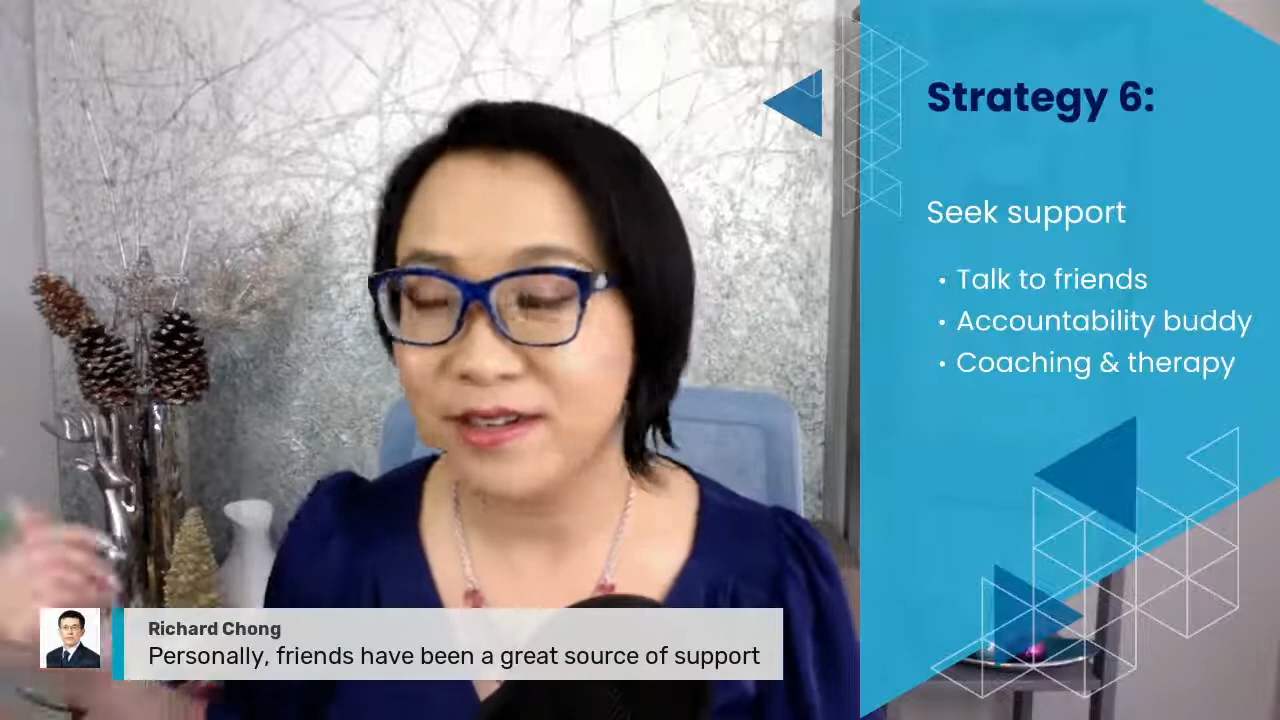 Strategy 6:
Seek support
• Talk to friends
• Accountability buddy
• Coaching & therapy
Richard Chong
Personally, friends have been a great source of support